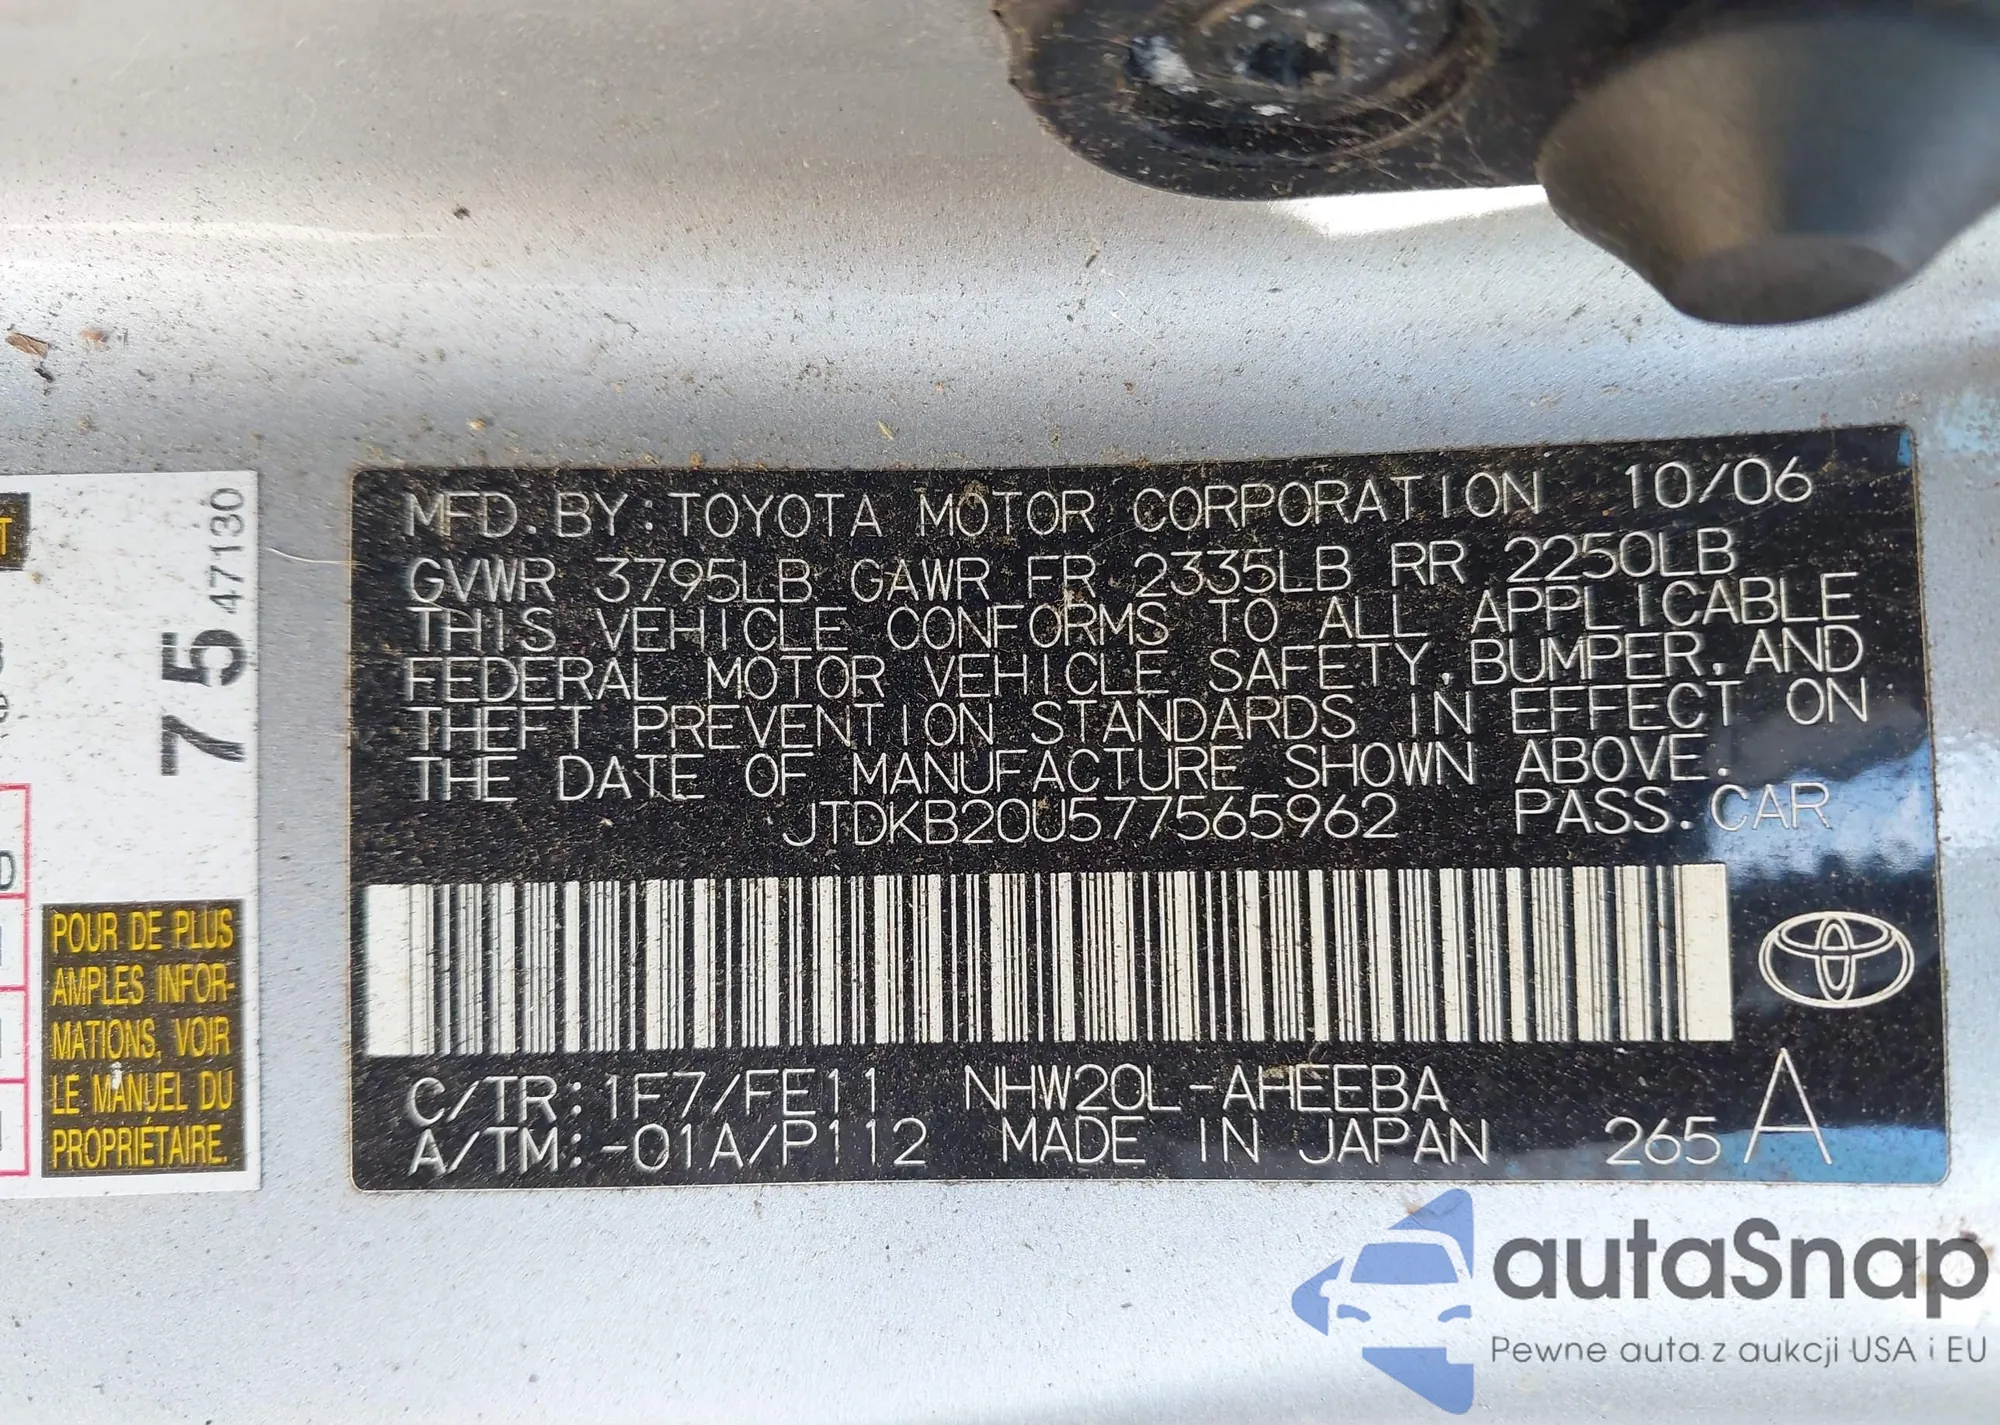 MFD. BY: TOYOTA MOTOR CORPORATION 10/06
GVWR 3795LB GAWR FR 2335LB RR 2250LB
THIS VEHICLE CONFORMS TO ALL APPLICABLE
FEDERAL MOTOR VEHICLE SAFETY, BUMPER, AND
THEFT PREVENTION STANDARDS IN EFFECT ON
THE DATE OF MANUFACTURE SHOWN ABOVE.
JTDKB20U577565962 PASS. CAR
C/TR: 1F7/FE11 NHW20L-AHEEBA
A/TM: -01A/P112 MADE IN JAPAN 265 A
75 47130
T
e
D
POUR DE PLUS
AMPLES INFOR-
MATIONS, VOIR
LE MANUEL DU
PROPRIÉTAIRE.
autaSnap
Pewne auta z aukcji USA i EU